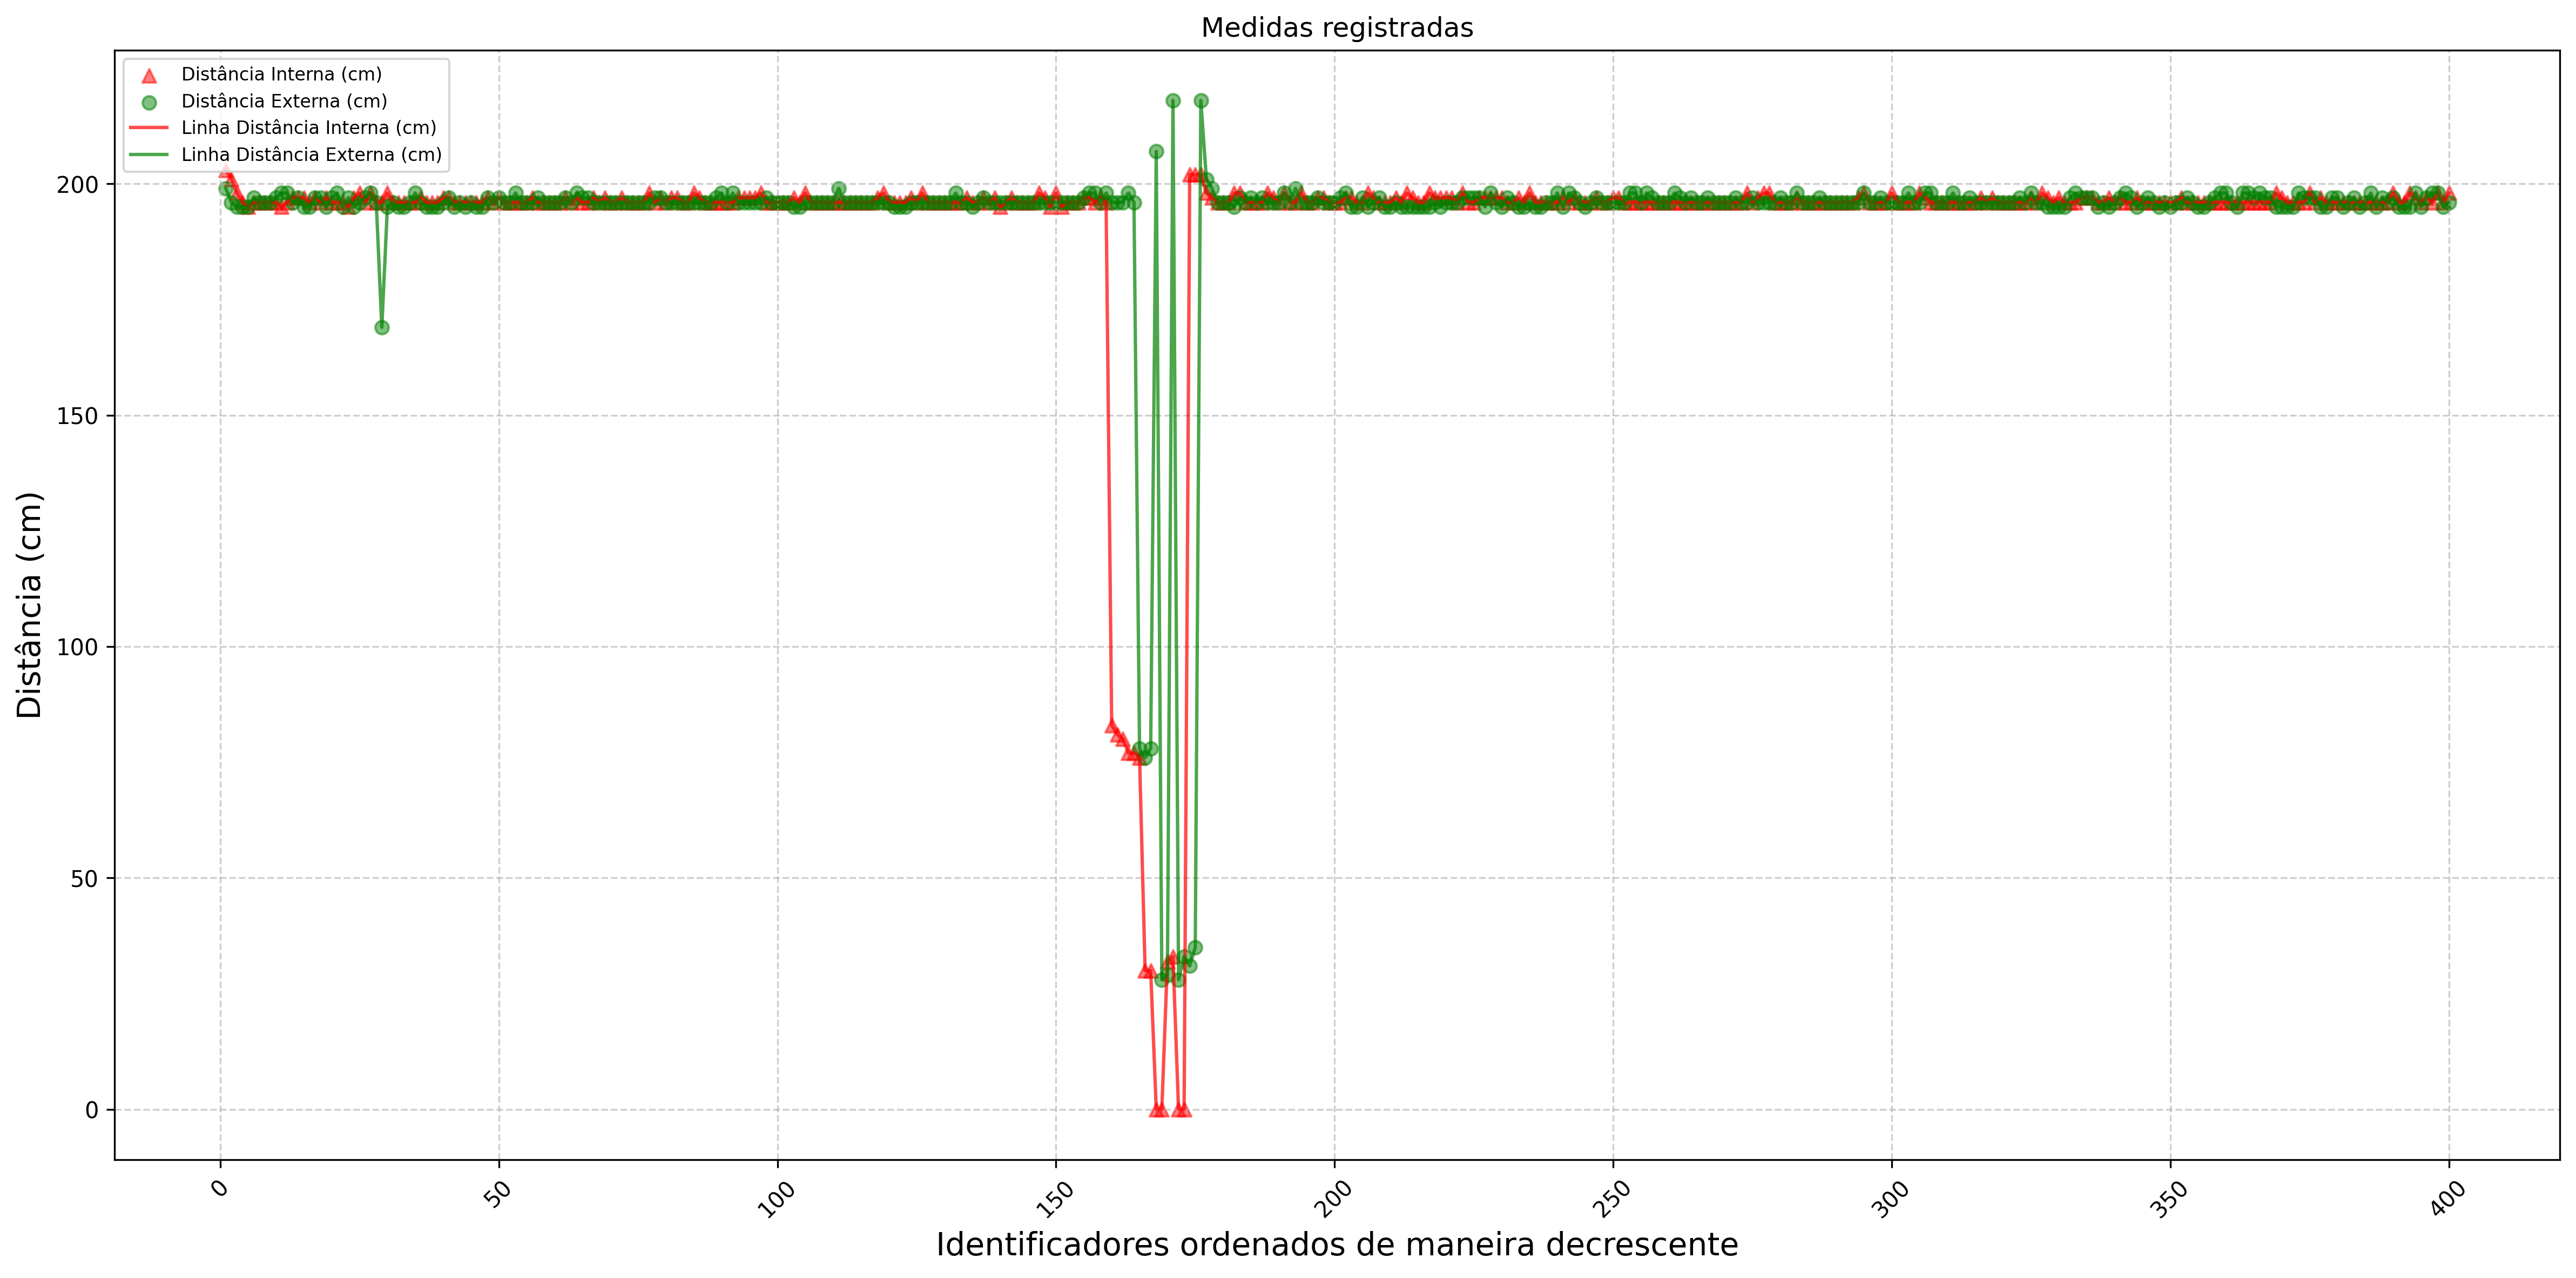 Medidas registradas
Distância Interna (cm)
Distância Externa (cm)
Linha Distância Interna (cm)
Linha Distância Externa (cm)
200
150
100
50
0
Distância (cm)
0 50 100 150 200 250 300 350 400
Identificadores ordenados de maneira decrescente